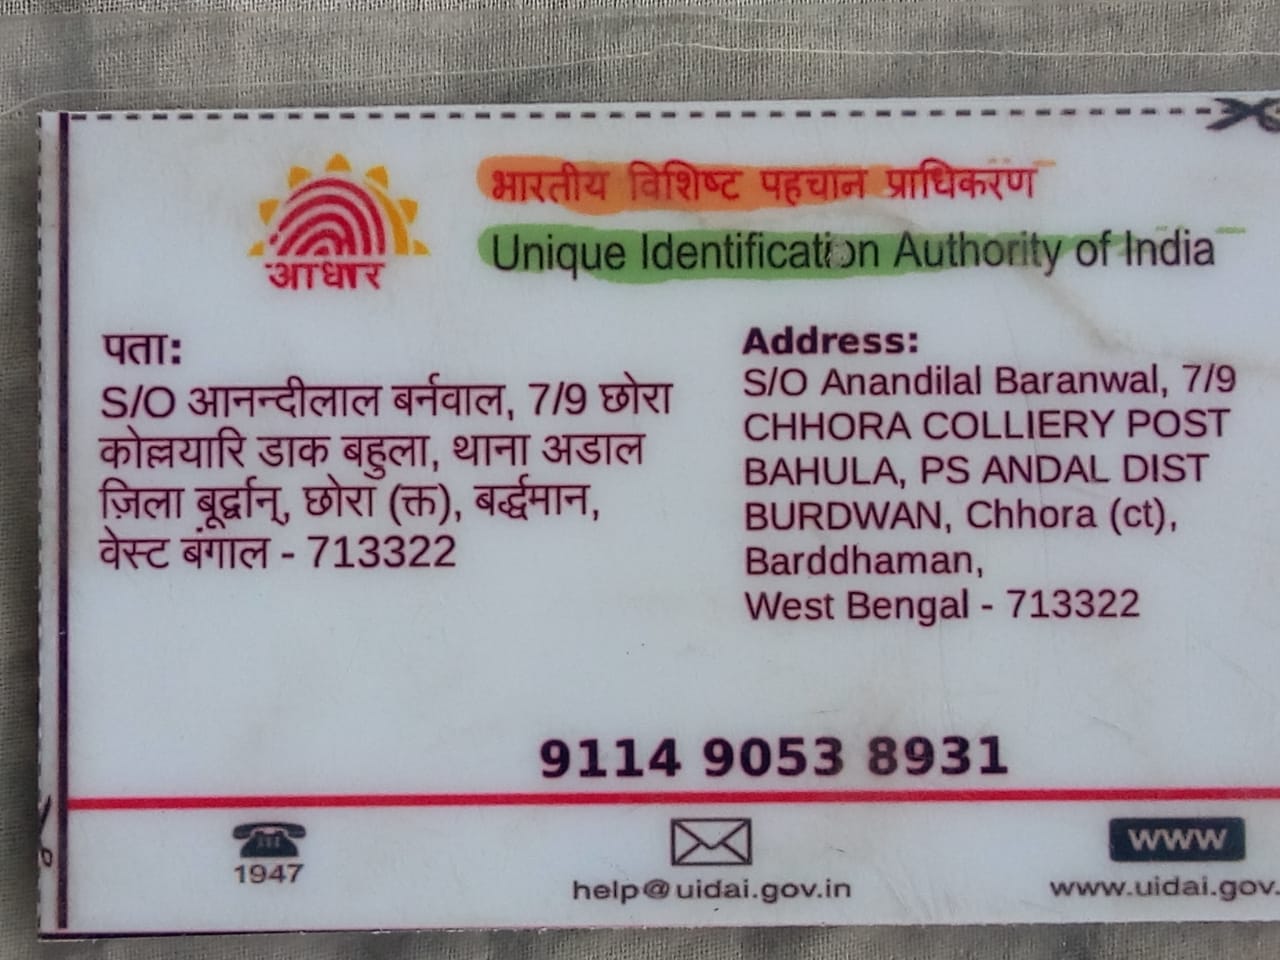 भारतीय विशिष्ट पहचान प्राधिकरण
Unique Identification Authority of India
आधार
पता:
S/O आनन्दीलाल बर्नवाल, 7/9 छोरा
कोल्लयारि डाक बहुला, थाना अडाल
ज़िला बूर्द्वान्, छोरा (क्त), बर्द्धमान,
वेस्ट बंगाल - 713322
Address:
S/O Anandilal Baranwal, 7/9
CHHORA COLLIERY POST
BAHULA, PS ANDAL DIST
BURDWAN, Chhora (ct),
Barddhaman,
West Bengal - 713322
9114 9053 8931
1947
help@uidai.gov.in
www
www.uidai.gov.